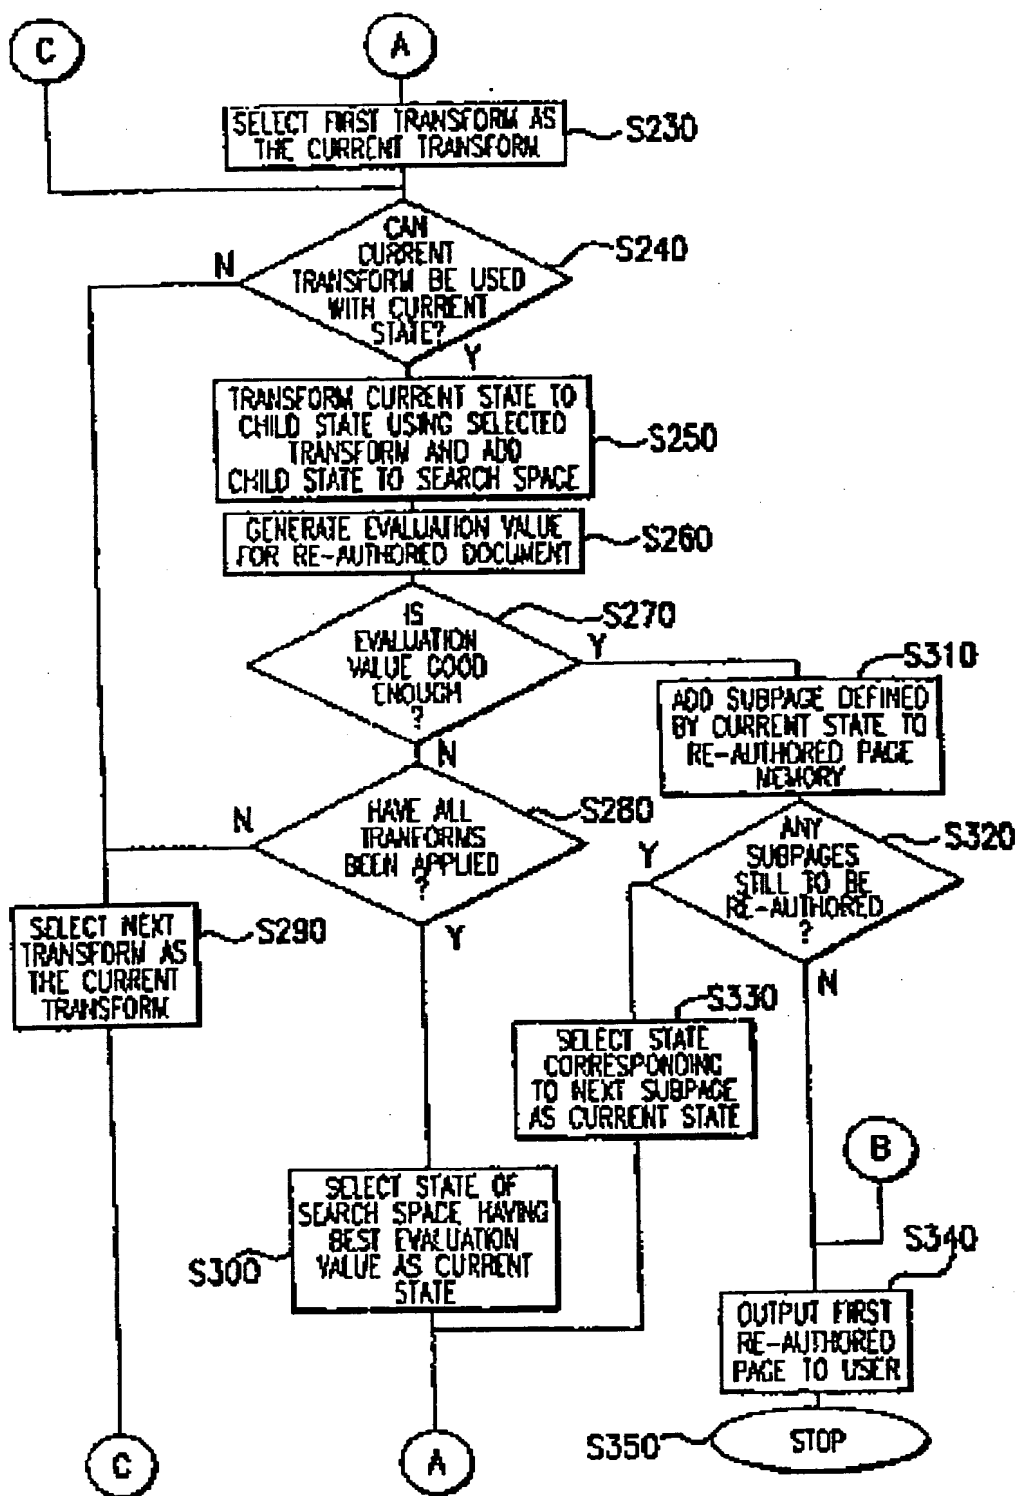 C
A
SELECT FIRST TRANSFORM AS
THE CURRENT TRANSFORM
S230
CAN
CURRENT
TRANSFORM BE USED
WITH CURRENT
STATE?
S240
N
Y
TRANSFORM CURRENT STATE TO
CHILD STATE USING SELECTED
TRANSFORM AND ADD
CHILD STATE TO SEARCH SPACE
S250
GENERATE EVALUATION VALUE
FOR RE-AUTHORED DOCUMENT
S260
IS
EVALUATION
VALUE GOOD
ENOUGH
?
S270
Y
N
ADD SUBPAGE DEFINED
BY CURRENT STATE TO
RE-AUTHORED PAGE
MEMORY
S310
HAVE ALL
TRANFORMS
BEEN APPLIED
?
S280
N
Y
ANY
SUBPAGES
STILL TO BE
RE-AUTHORED
?
S320
Y
N
SELECT NEXT
TRANSFORM AS
THE CURRENT
TRANSFORM
S290
SELECT STATE
CORRESPONDING
TO NEXT SUBPAGE
AS CURRENT STATE
S330
B
SELECT STATE OF
SEARCH SPACE HAVING
BEST EVALUATION
VALUE AS CURRENT
STATE
S300
OUTPUT FIRST
RE-AUTHORED
PAGE TO USER
S340
STOP
S350
C
A